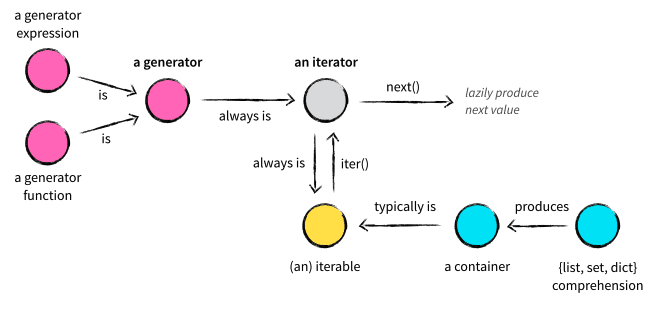 a generator
expression
a generator
an iterator
is
always is
next()
lazily produce
next value
is
a generator
function
always is
iter()
typically is
produces
(an) iterable
a container
{list, set, dict}
comprehension